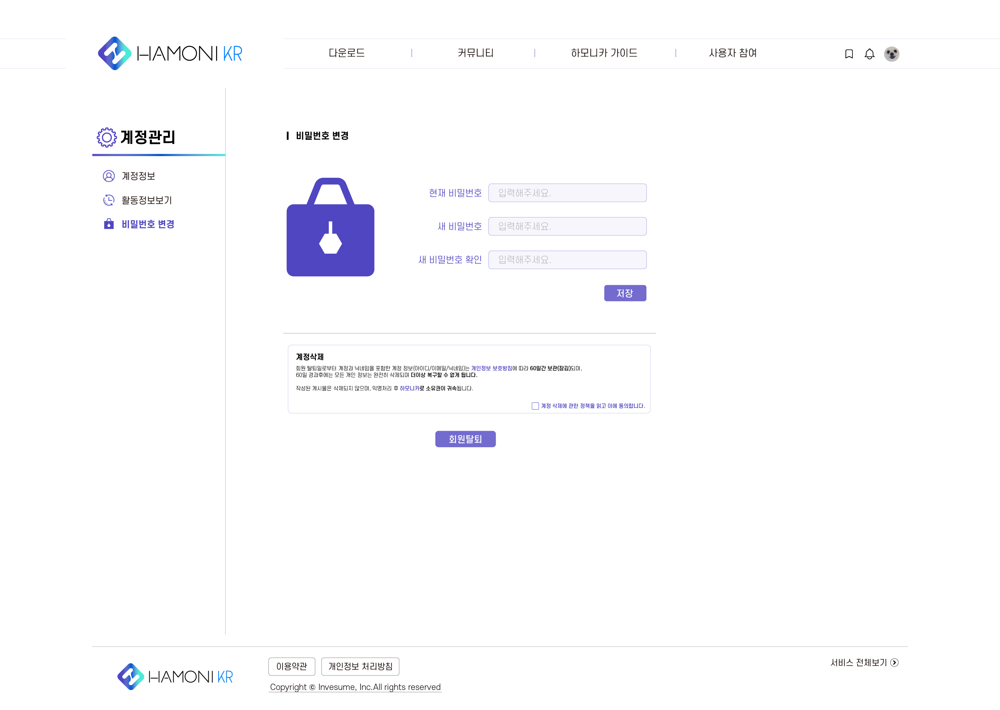 HAMONI KR
다운로드
커뮤니티
하모니카 가이드
사용자 참여
계정관리
계정정보
활동정보보기
비밀번호 변경
비밀번호 변경
현재 비밀번호
입력해주세요.
새 비밀번호
입력해주세요.
새 비밀번호 확인
입력해주세요.
저장
계정삭제
회원 탈퇴일로부터 계정과 닉네임을 포함한 계정 정보(아이디/이메일/닉네임)는 개인정보 보호방침에 따라 60일간 보관(잠김)되며,
60일 경과후에는 모든 개인 정보는 완전히 삭제되며 더이상 복구할 수 없게 됩니다.
작성된 게시물은 삭제되지 않으며, 익명처리 후 하모니카로 소유권이 귀속됩니다.
계정 삭제에 관한 정책을 읽고 이에 동의합니다.
회원탈퇴
HAMONI KR
이용약관
개인정보 처리방침
Copyright © Invesume, Inc.All rights reserved
서비스 전체보기